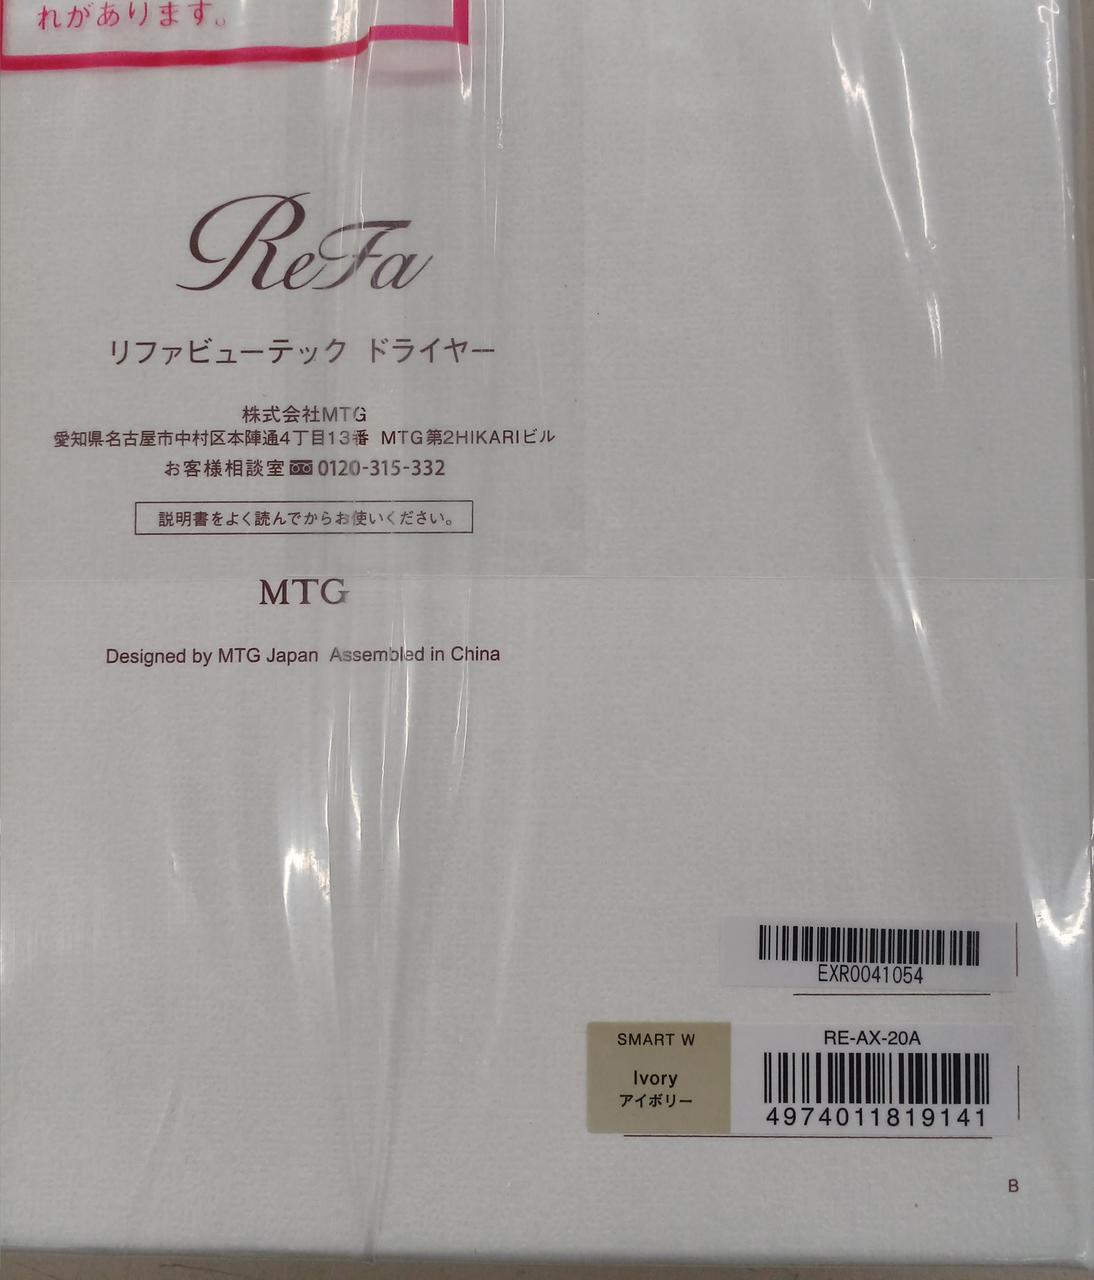 れがあります。
ReFa
リファビューテック ドライヤー
株式会社MTG
愛知県名古屋市中村区本陣通4丁目13番 MTG第2HIKARIビル
お客様相談室 0120-315-332
説明書をよく読んでからお使いください。
MTG
Designed by MTG Japan Assembled in China
EXR0041054
SMART W
Ivory
アイボリー
RE-AX-20A
4974011819141
B